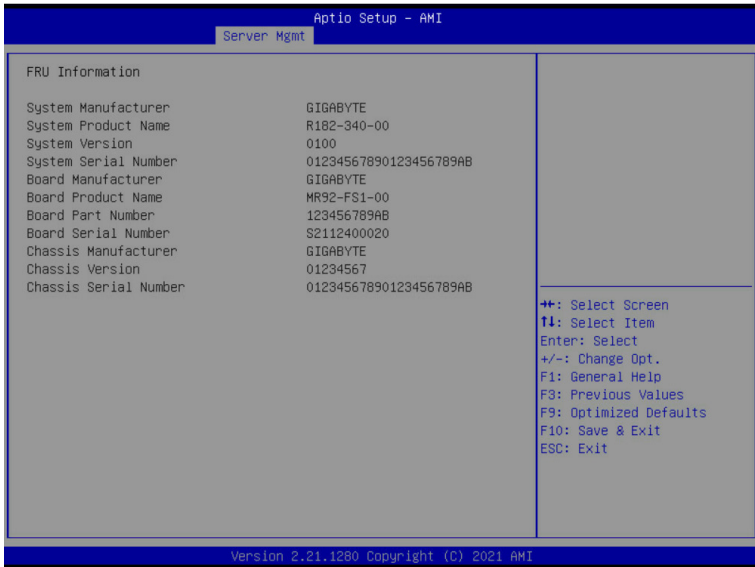 Aptio Setup – AMI
Server Mgmt
FRU Information
System Manufacturer GIGABYTE
System Product Name R182-340-00
System Version 0100
System Serial Number 01234567890123456789AB
Board Manufacturer GIGABYTE
Board Product Name MR92-FS1-00
Board Part Number 123456789AB
Board Serial Number S2112400020
Chassis Manufacturer GIGABYTE
Chassis Version 01234567
Chassis Serial Number 01234567890123456789AB
→←: Select Screen
↑↓: Select Item
Enter: Select
+/-: Change Opt.
F1: General Help
F3: Previous Values
F9: Optimized Defaults
F10: Save & Exit
ESC: Exit
Version 2.21.1280 Copyright (C) 2021 AMI